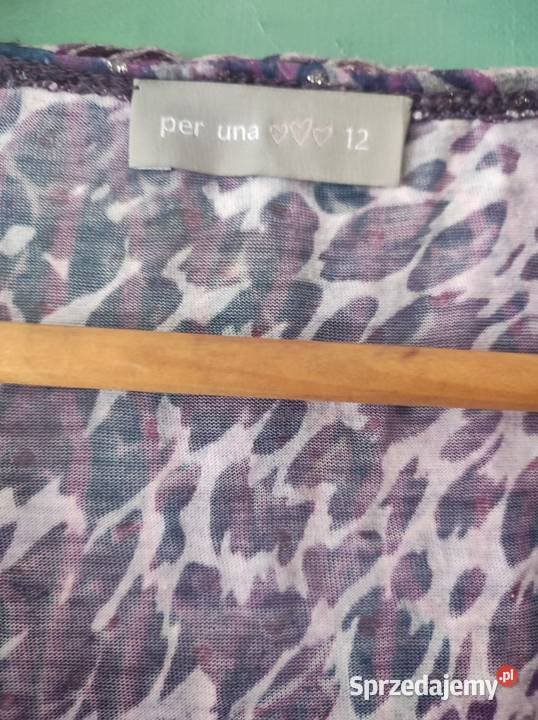 per una ♡♡♡ 12
Sprzedajemy.pl